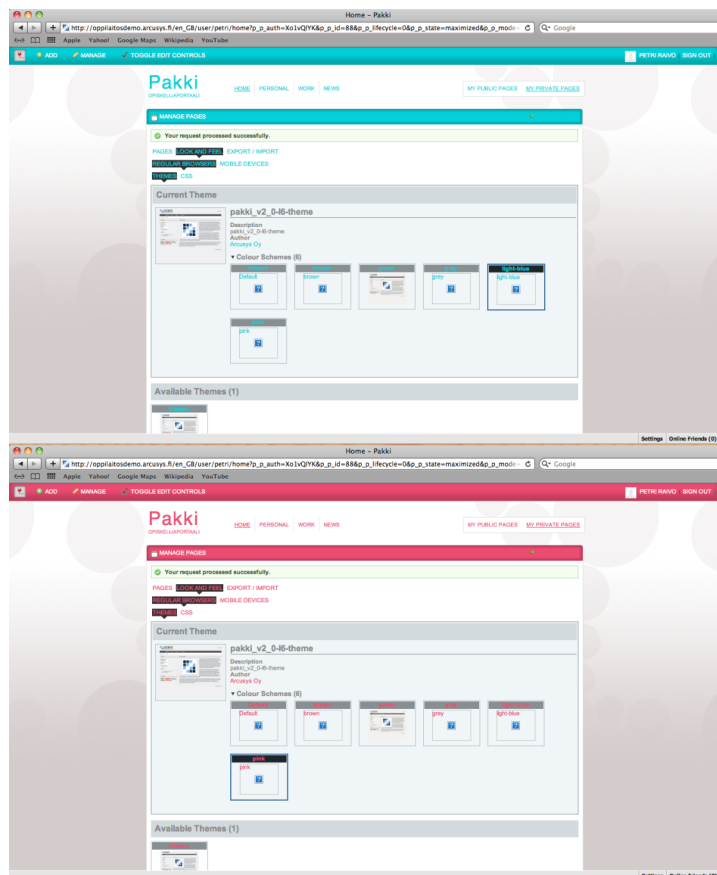 Home – Pakki
http://oppilaitosdemo.arcusys.fi/en_GB/user/petri/home?p_p_auth=Xo1vQlYK&p_p_id=88&p_p_lifecycle=0&p_p_state=maximized&p_p_mode= Google
Apple Yahoo! Google Maps Wikipedia YouTube
ADD MANAGE TOGGLE EDIT CONTROLS PETRI RAIVO SIGN OUT
Pakki
OPISKELIJAPORTAALI
HOME PERSONAL WORK NEWS MY PUBLIC PAGES MY PRIVATE PAGES
MANAGE PAGES
Your request processed successfully.
PAGES LOOK AND FEEL EXPORT / IMPORT
REGULAR BROWSERS MOBILE DEVICES
THEMES CSS
Current Theme
pakki_v2_0-l6-theme
Description
pakki_v2_0-l6-theme
Author
Arcusys Oy
▾ Colour Schemes (6)
light-blue
Default brown grey light-blue
pink
Available Themes (1)
Settings Online Friends (0)
Home – Pakki
http://oppilaitosdemo.arcusys.fi/en_GB/user/petri/home?p_p_auth=Xo1vQlYK&p_p_id=88&p_p_lifecycle=0&p_p_state=maximized&p_p_mode= Google
Apple Yahoo! Google Maps Wikipedia YouTube
ADD MANAGE TOGGLE EDIT CONTROLS PETRI RAIVO SIGN OUT
Pakki
OPISKELIJAPORTAALI
HOME PERSONAL WORK NEWS MY PUBLIC PAGES MY PRIVATE PAGES
MANAGE PAGES
Your request processed successfully.
PAGES LOOK AND FEEL EXPORT / IMPORT
REGULAR BROWSERS MOBILE DEVICES
THEMES CSS
Current Theme
pakki_v2_0-l6-theme
Description
pakki_v2_0-l6-theme
Author
Arcusys Oy
▾ Colour Schemes (6)
Default brown grey light-blue
pink
pink
Available Themes (1)